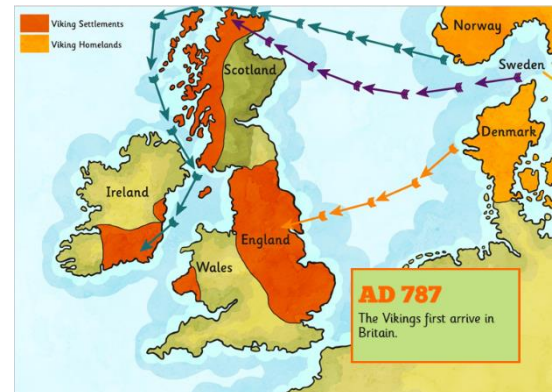 Viking Settlements
Viking Homelands
Norway
Sweden
Scotland
Denmark
Ireland
England
Wales
AD 787
The Vikings first arrive in
Britain.